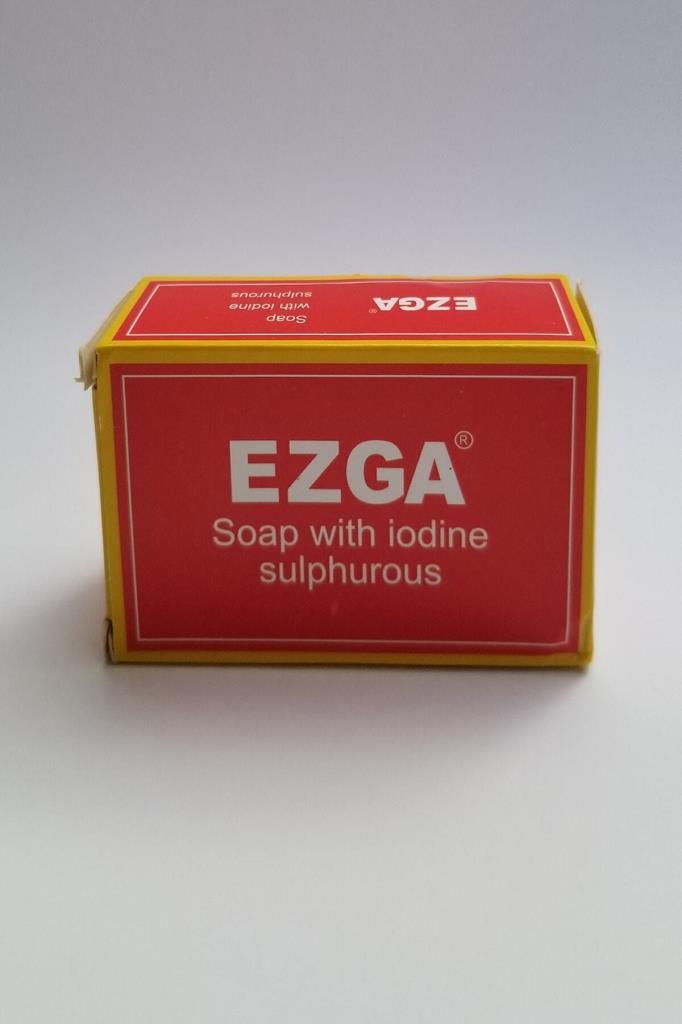 EZGA®
Soap
with iodine
sulphurous
EZGA®
Soap with iodine
sulphurous